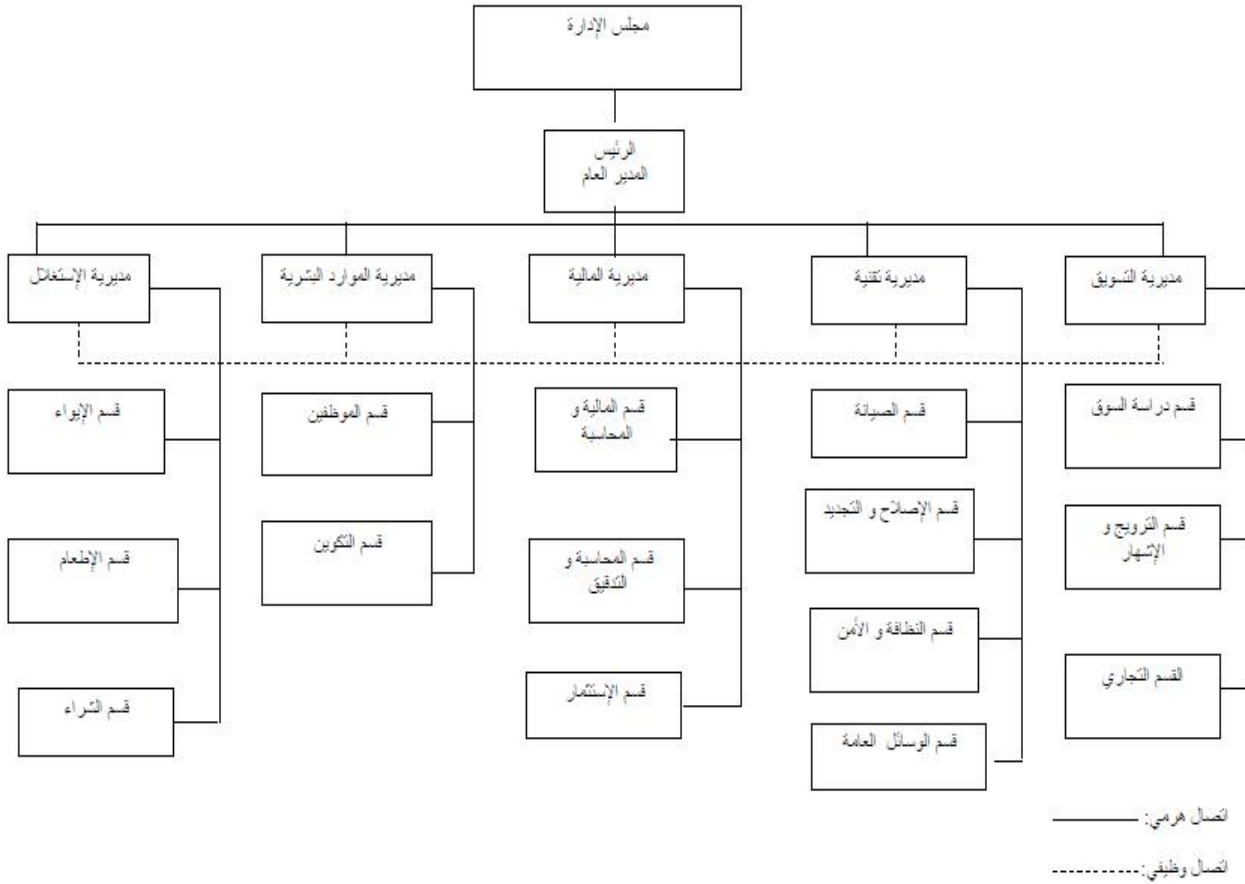 مجلس الإدارة
الرئيس
المدير العام
مديرية التسويق
مديرية تقنية
مديرية المالية
مديرية الموارد البشرية
مديرية الإستغلال
قسم دراسة السوق
قسم الترويج و
الإشهار
القسم التجاري
قسم الصيانة
قسم الإصلاح و التجديد
قسم النظافة و الأمن
قسم الوسائل العامة
قسم المالية و
المحاسبة
قسم المحاسبة و
التدقيق
قسم الإستثمار
قسم الموظفين
قسم التكوين
قسم الإيواء
قسم الإطعام
قسم الشراء
اتصال هرمي:
اتصال وظيفي: